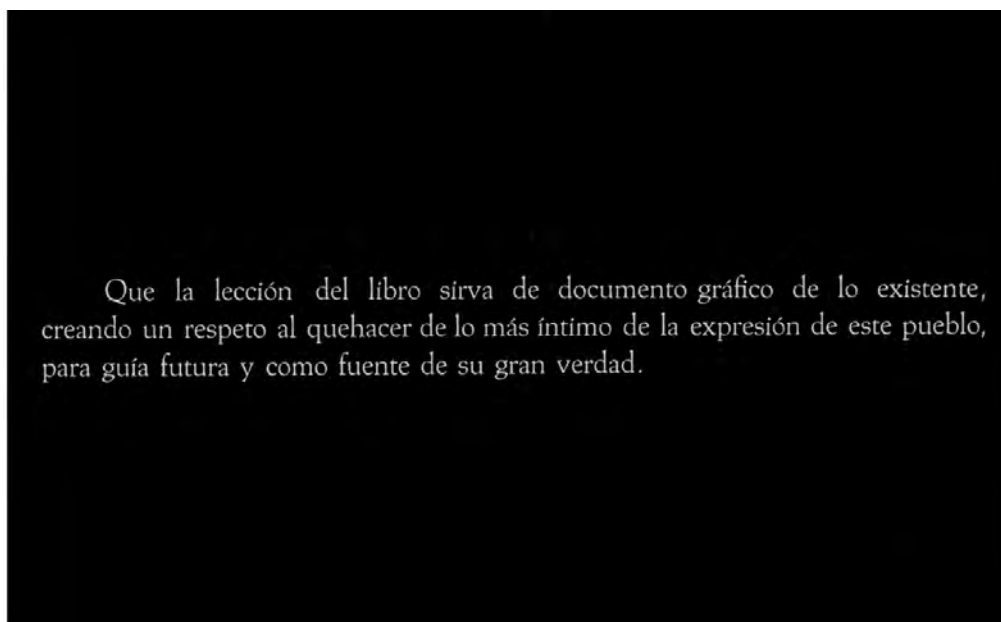 Que la lección del libro sirva de documento gráfico de lo existente,
creando un respeto al quehacer de lo más íntimo de la expresión de este pueblo,
para guía futura y como fuente de su gran verdad.